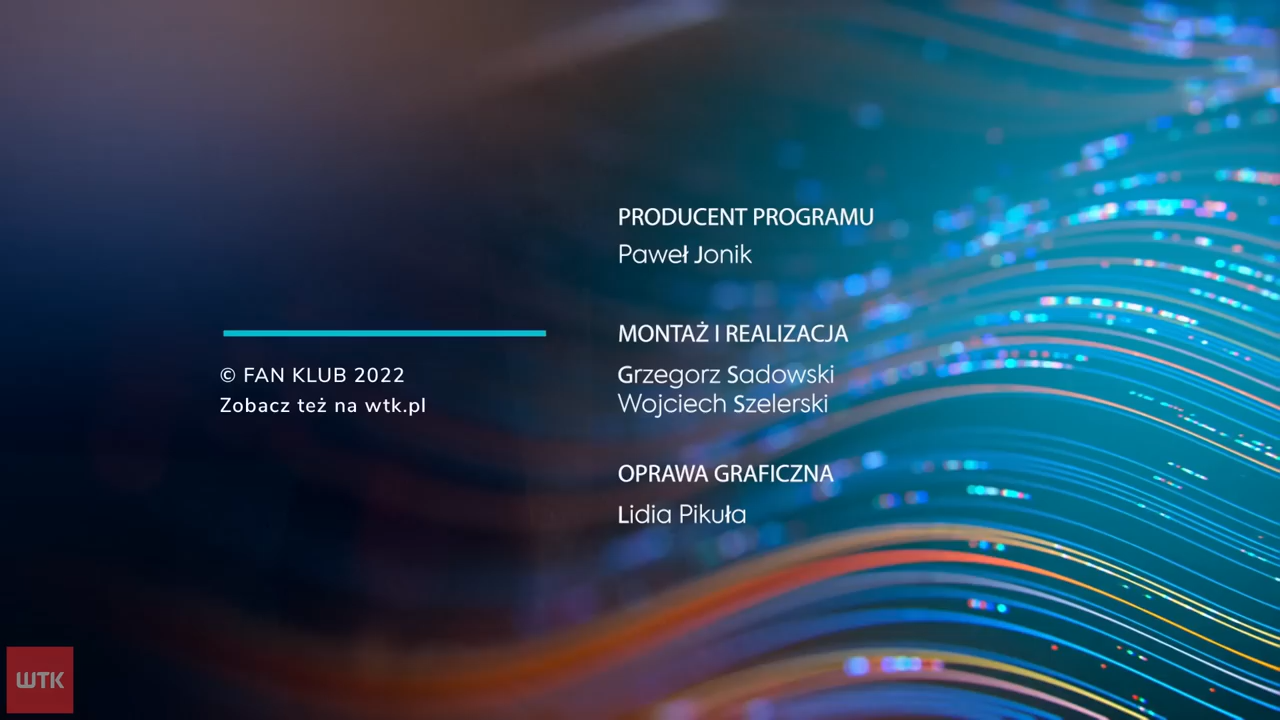 © FAN KLUB 2022
Zobacz też na wtk.pl
PRODUCENT PROGRAMU
Paweł Jonik
MONTAŻ I REALIZACJA
Grzegorz Sadowski
Wojciech Szelerski
OPRAWA GRAFICZNA
Lidia Pikuła
WTK